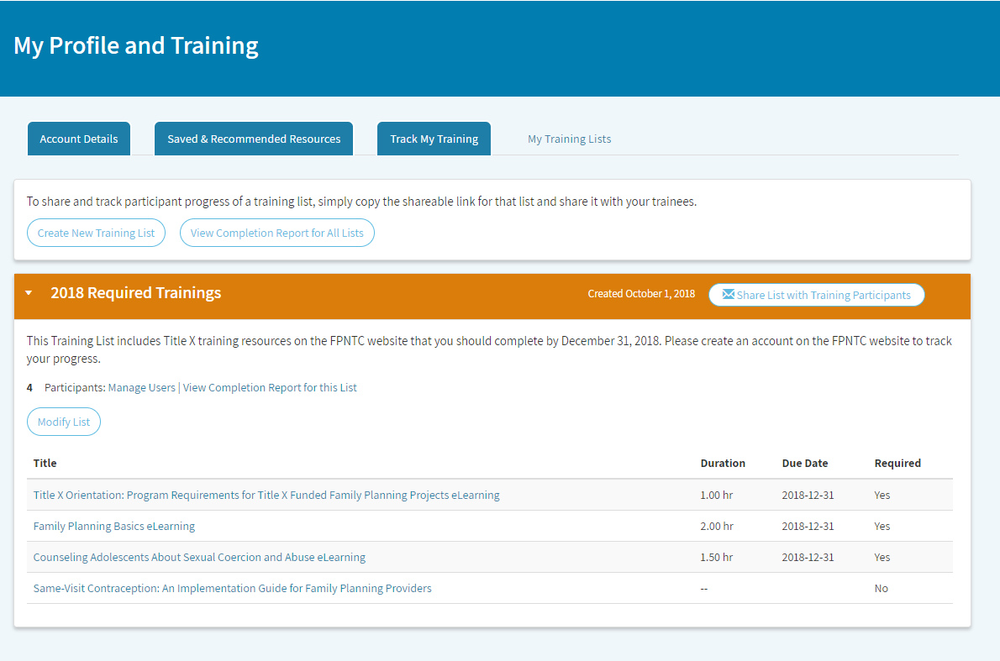 My Profile and Training
Account Details
Saved & Recommended Resources
Track My Training
My Training Lists
To share and track participant progress of a training list, simply copy the shareable link for that list and share it with your trainees.
Create New Training List
View Completion Report for All Lists
2018 Required Trainings
Created October 1, 2018
Share List with Training Participants
This Training List includes Title X training resources on the FPNTC website that you should complete by December 31, 2018. Please create an account on the FPNTC website to track
your progress.
4 Participants: Manage Users | View Completion Report for this List
Modify List
Title Duration Due Date Required
Title X Orientation: Program Requirements for Title X Funded Family Planning Projects eLearning 1.00 hr 2018-12-31 Yes
Family Planning Basics eLearning 2.00 hr 2018-12-31 Yes
Counseling Adolescents About Sexual Coercion and Abuse eLearning 1.50 hr 2018-12-31 Yes
Same-Visit Contraception: An Implementation Guide for Family Planning Providers -- No